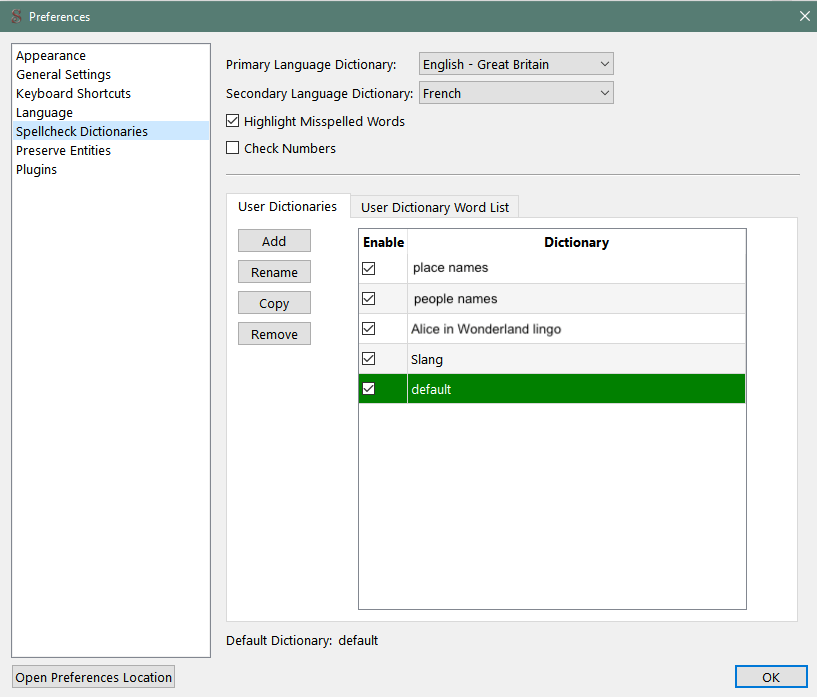 Preferences
Appearance
General Settings
Keyboard Shortcuts
Language
Spellcheck Dictionaries
Preserve Entities
Plugins
Primary Language Dictionary: English - Great Britain
Secondary Language Dictionary: French
Highlight Misspelled Words
Check Numbers
User Dictionaries User Dictionary Word List
Add
Rename
Copy
Remove
Enable Dictionary
place names
people names
Alice in Wonderland lingo
Slang
default
Default Dictionary: default
Open Preferences Location
OK